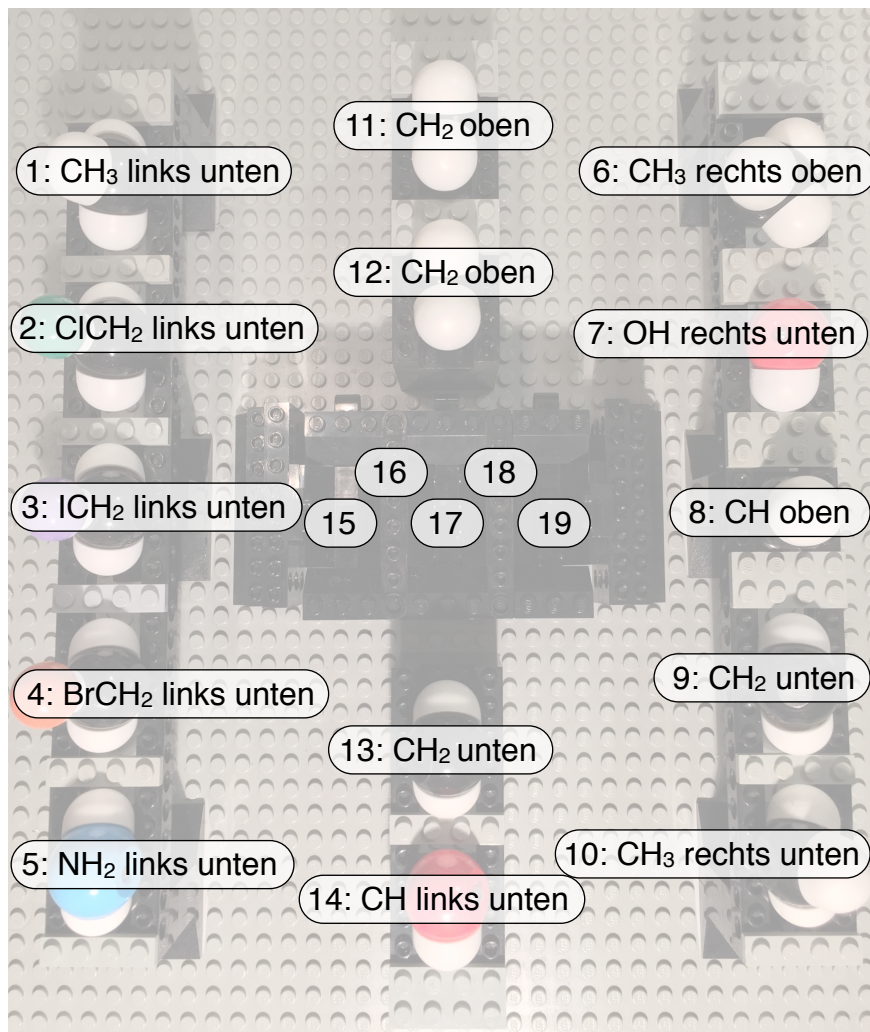 1: CH₃ links unten
2: ClCH₂ links unten
3: ICH₂ links unten
4: BrCH₂ links unten
5: NH₂ links unten
11: CH₂ oben
12: CH₂ oben
16
18
15
17
19
13: CH₂ unten
14: CH links unten
6: CH₃ rechts oben
7: OH rechts unten
8: CH oben
9: CH₂ unten
10: CH₃ rechts unten